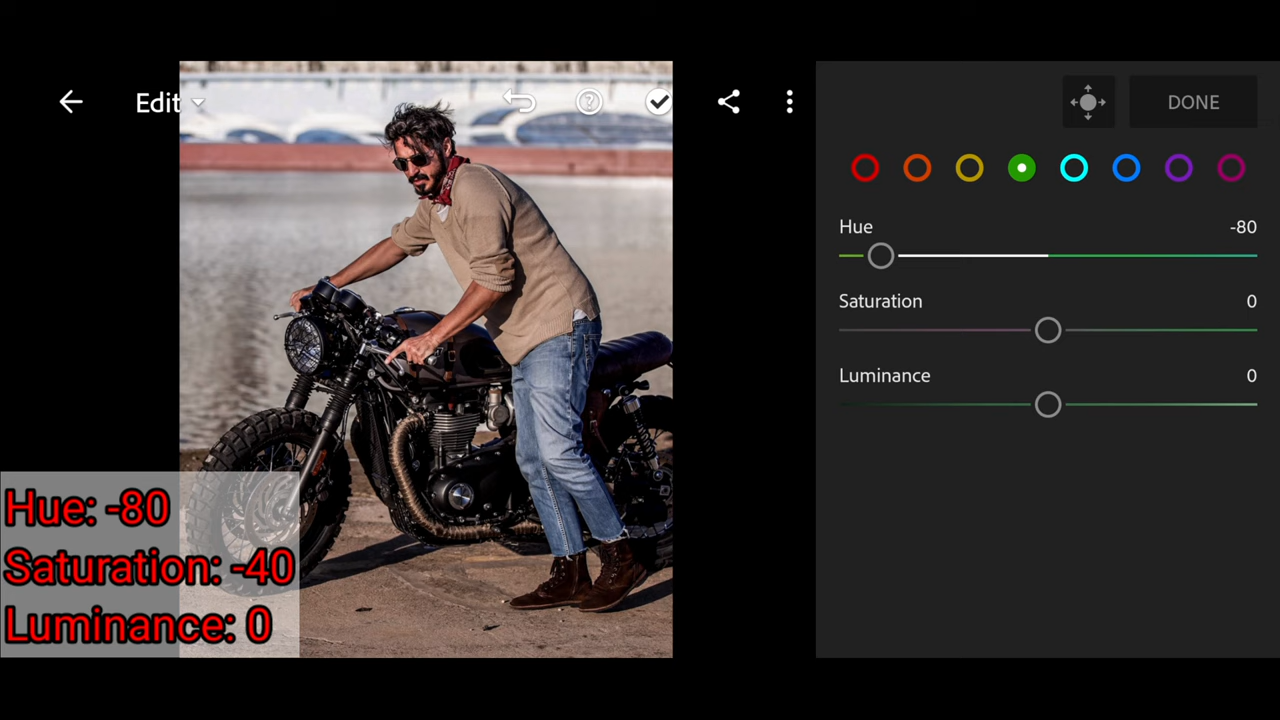 Edit
DONE
Hue -80
Saturation 0
Luminance 0
Hue: -80
Saturation: -40
Luminance: 0